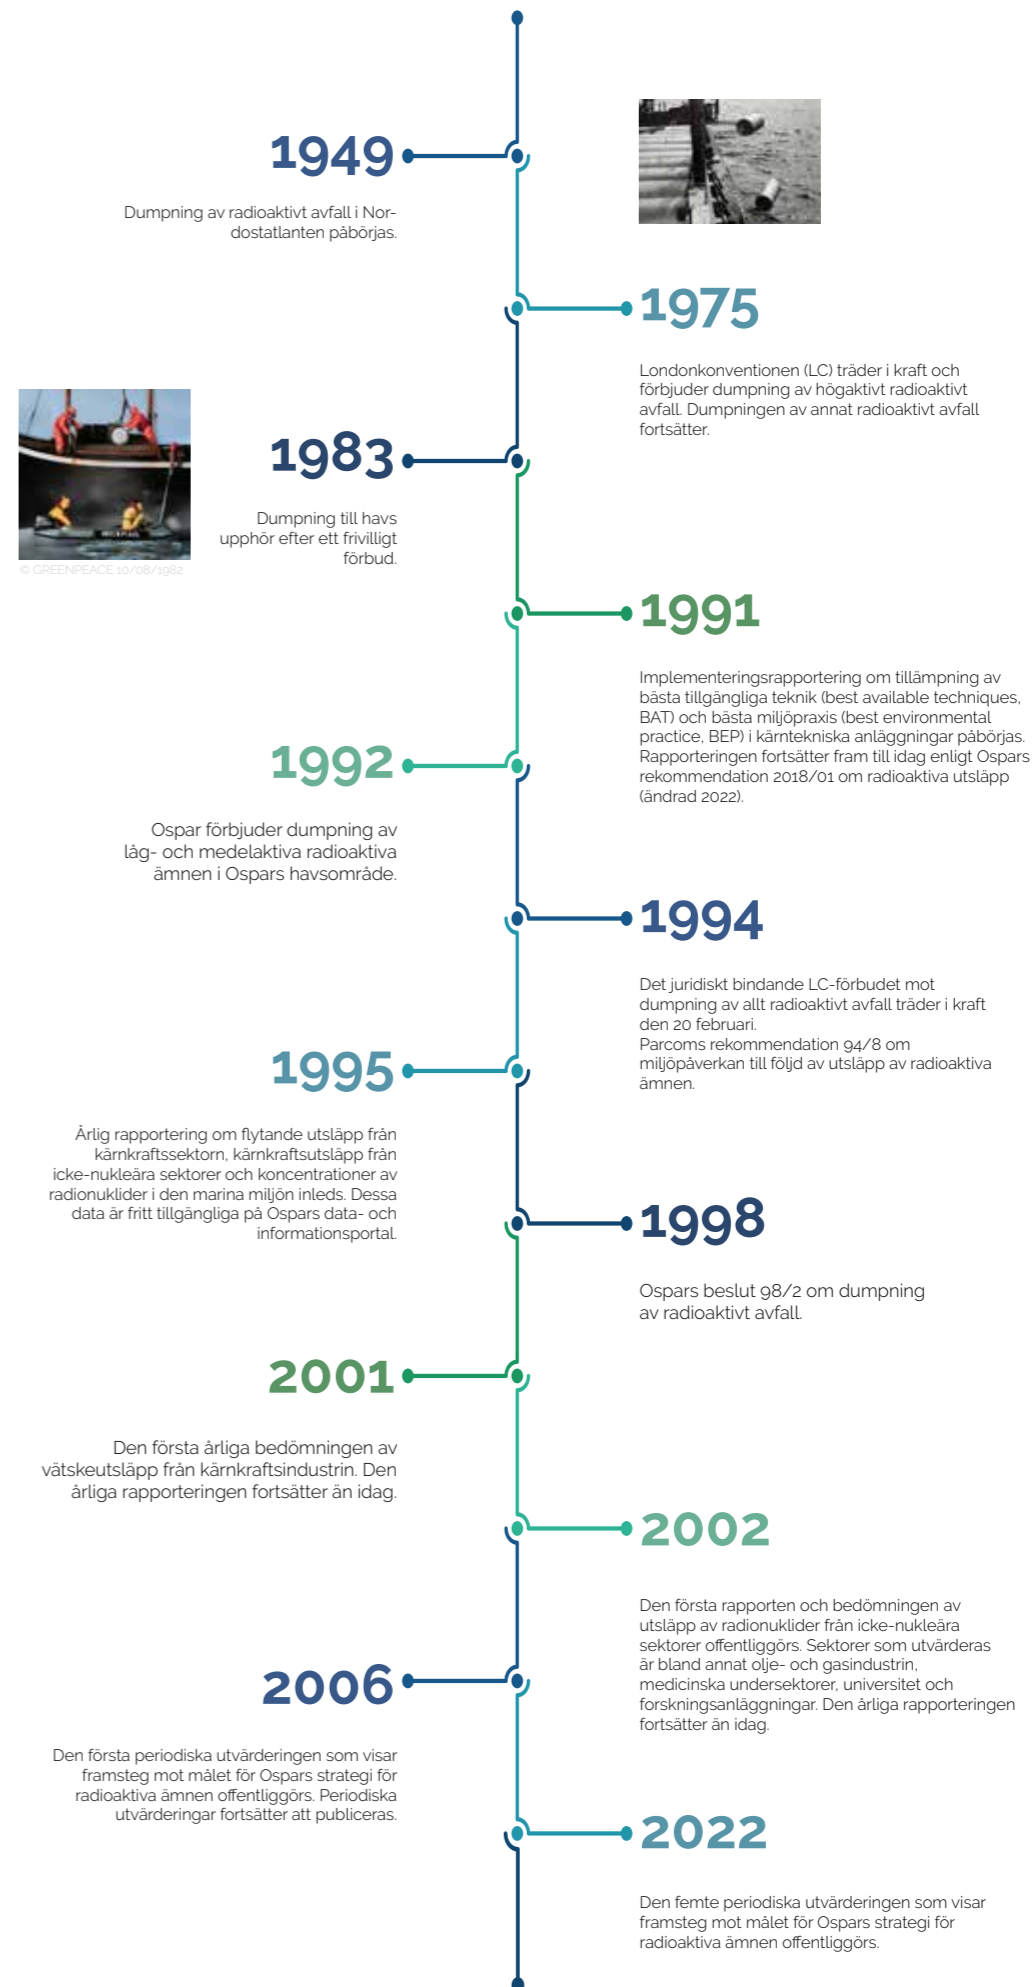 1949
Dumpning av radioaktivt avfall i Nor-
dostatlanten påbörjas.
1975
Londonkonventionen (LC) träder i kraft och
förbjuder dumpning av högaktivt radioaktivt
avfall. Dumpningen av annat radioaktivt avfall
fortsätter.
1983
Dumpning till havs
upphör efter ett frivilligt
förbud.
© GREENPEACE 10/08/1982
1991
Implementeringsrapportering om tillämpning av
bästa tillgängliga teknik (best available techniques,
BAT) och bästa miljöpraxis (best environmental
practice, BEP) i kärntekniska anläggningar påbörjas.
Rapporteringen fortsätter fram till idag enligt Ospars
rekommendation 2018/01 om radioaktiva utsläpp
(ändrad 2022).
1992
Ospar förbjuder dumpning av
låg- och medelaktiva radioaktiva
ämnen i Ospars havsområde.
1994
Det juridiskt bindande LC-förbudet mot
dumpning av allt radioaktivt avfall träder i kraft
den 20 februari.
Parcoms rekommendation 94/8 om
miljöpåverkan till följd av utsläpp av radioaktiva
ämnen.
1995
Årlig rapportering om flytande utsläpp från
kärnkraftssektorn, kärnkraftsutsläpp från
icke-nukleära sektorer och koncentrationer av
radionuklider i den marina miljön inleds. Dessa
data är fritt tillgängliga på Ospars data- och
informationsportal.
1998
Ospars beslut 98/2 om dumpning
av radioaktivt avfall.
2001
Den första årliga bedömningen av
vätskeutsläpp från kärnkraftsindustrin. Den
årliga rapporteringen fortsätter än idag.
2002
Den första rapporten och bedömningen av
utsläpp av radionuklider från icke-nukleära
sektorer offentliggörs. Sektorer som utvärderas
är bland annat olje- och gasindustrin,
medicinska undersektorer, universitet och
forskningsanläggningar. Den årliga rapporteringen
fortsätter än idag.
2006
Den första periodiska utvärderingen som visar
framsteg mot målet för Ospars strategi för
radioaktiva ämnen offentliggörs. Periodiska
utvärderingar fortsätter att publiceras.
2022
Den femte periodiska utvärderingen som visar
framsteg mot målet för Ospars strategi för
radioaktiva ämnen offentliggörs.